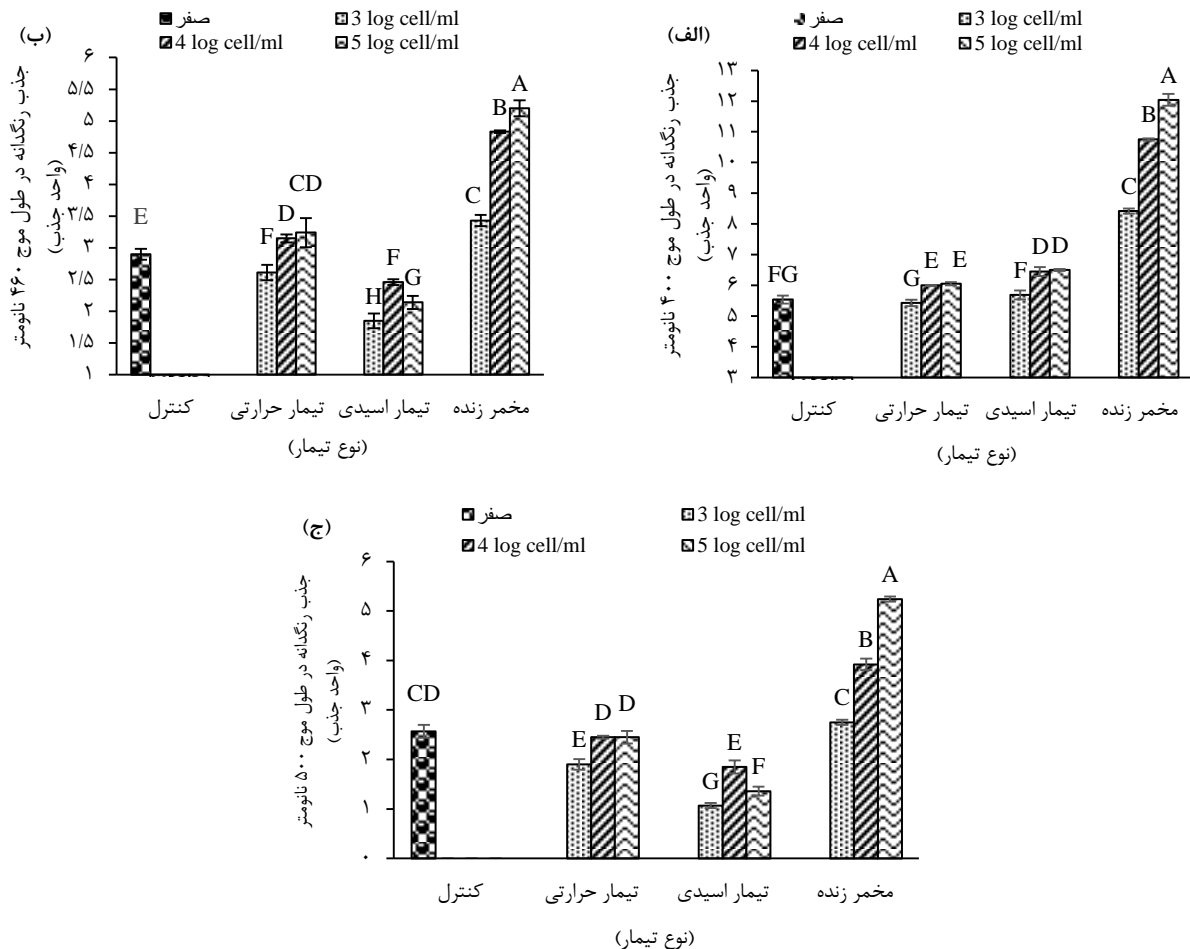 (الف)
صفر
3 log cell/ml
4 log cell/ml
5 log cell/ml
جذب رنگدانه در طول موج ۴۰۰ نانومتر
(واحد جذب)
۱۳
۱۲
۱۱
۱۰
۹
۸
۷
۶
۵
۴
۳
FG
G
E
E
F
D
D
C
B
A
کنترل
تیمار حرارتی
تیمار اسیدی
مخمر زنده
(نوع تیمار)
(ب)
صفر
3 log cell/ml
4 log cell/ml
5 log cell/ml
جذب رنگدانه در طول موج ۴۶۰ نانومتر
(واحد جذب)
۶
۵/۵
۵
۴/۵
۴
۳/۵
۳
۲/۵
۲
۱/۵
۱
E
F
D
CD
H
F
G
C
B
A
کنترل
تیمار حرارتی
تیمار اسیدی
مخمر زنده
(نوع تیمار)
(ج)
صفر
3 log cell/ml
4 log cell/ml
5 log cell/ml
جذب رنگدانه در طول موج ۵۰۰ نانومتر
(واحد جذب)
۶
۵
۴
۳
۲
۱
۰
CD
E
D
D
G
E
F
C
B
A
کنترل
تیمار حرارتی
تیمار اسیدی
مخمر زنده
(نوع تیمار)